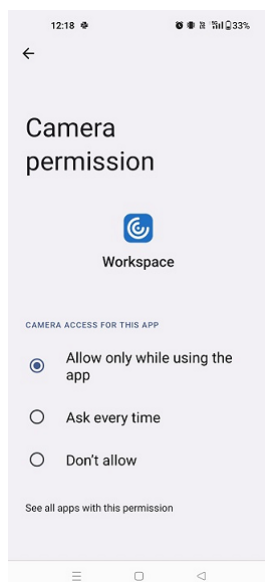 12:18 33%
Camera
permission
Workspace
CAMERA ACCESS FOR THIS APP
Allow only while using the
app
Ask every time
Don't allow
See all apps with this permission